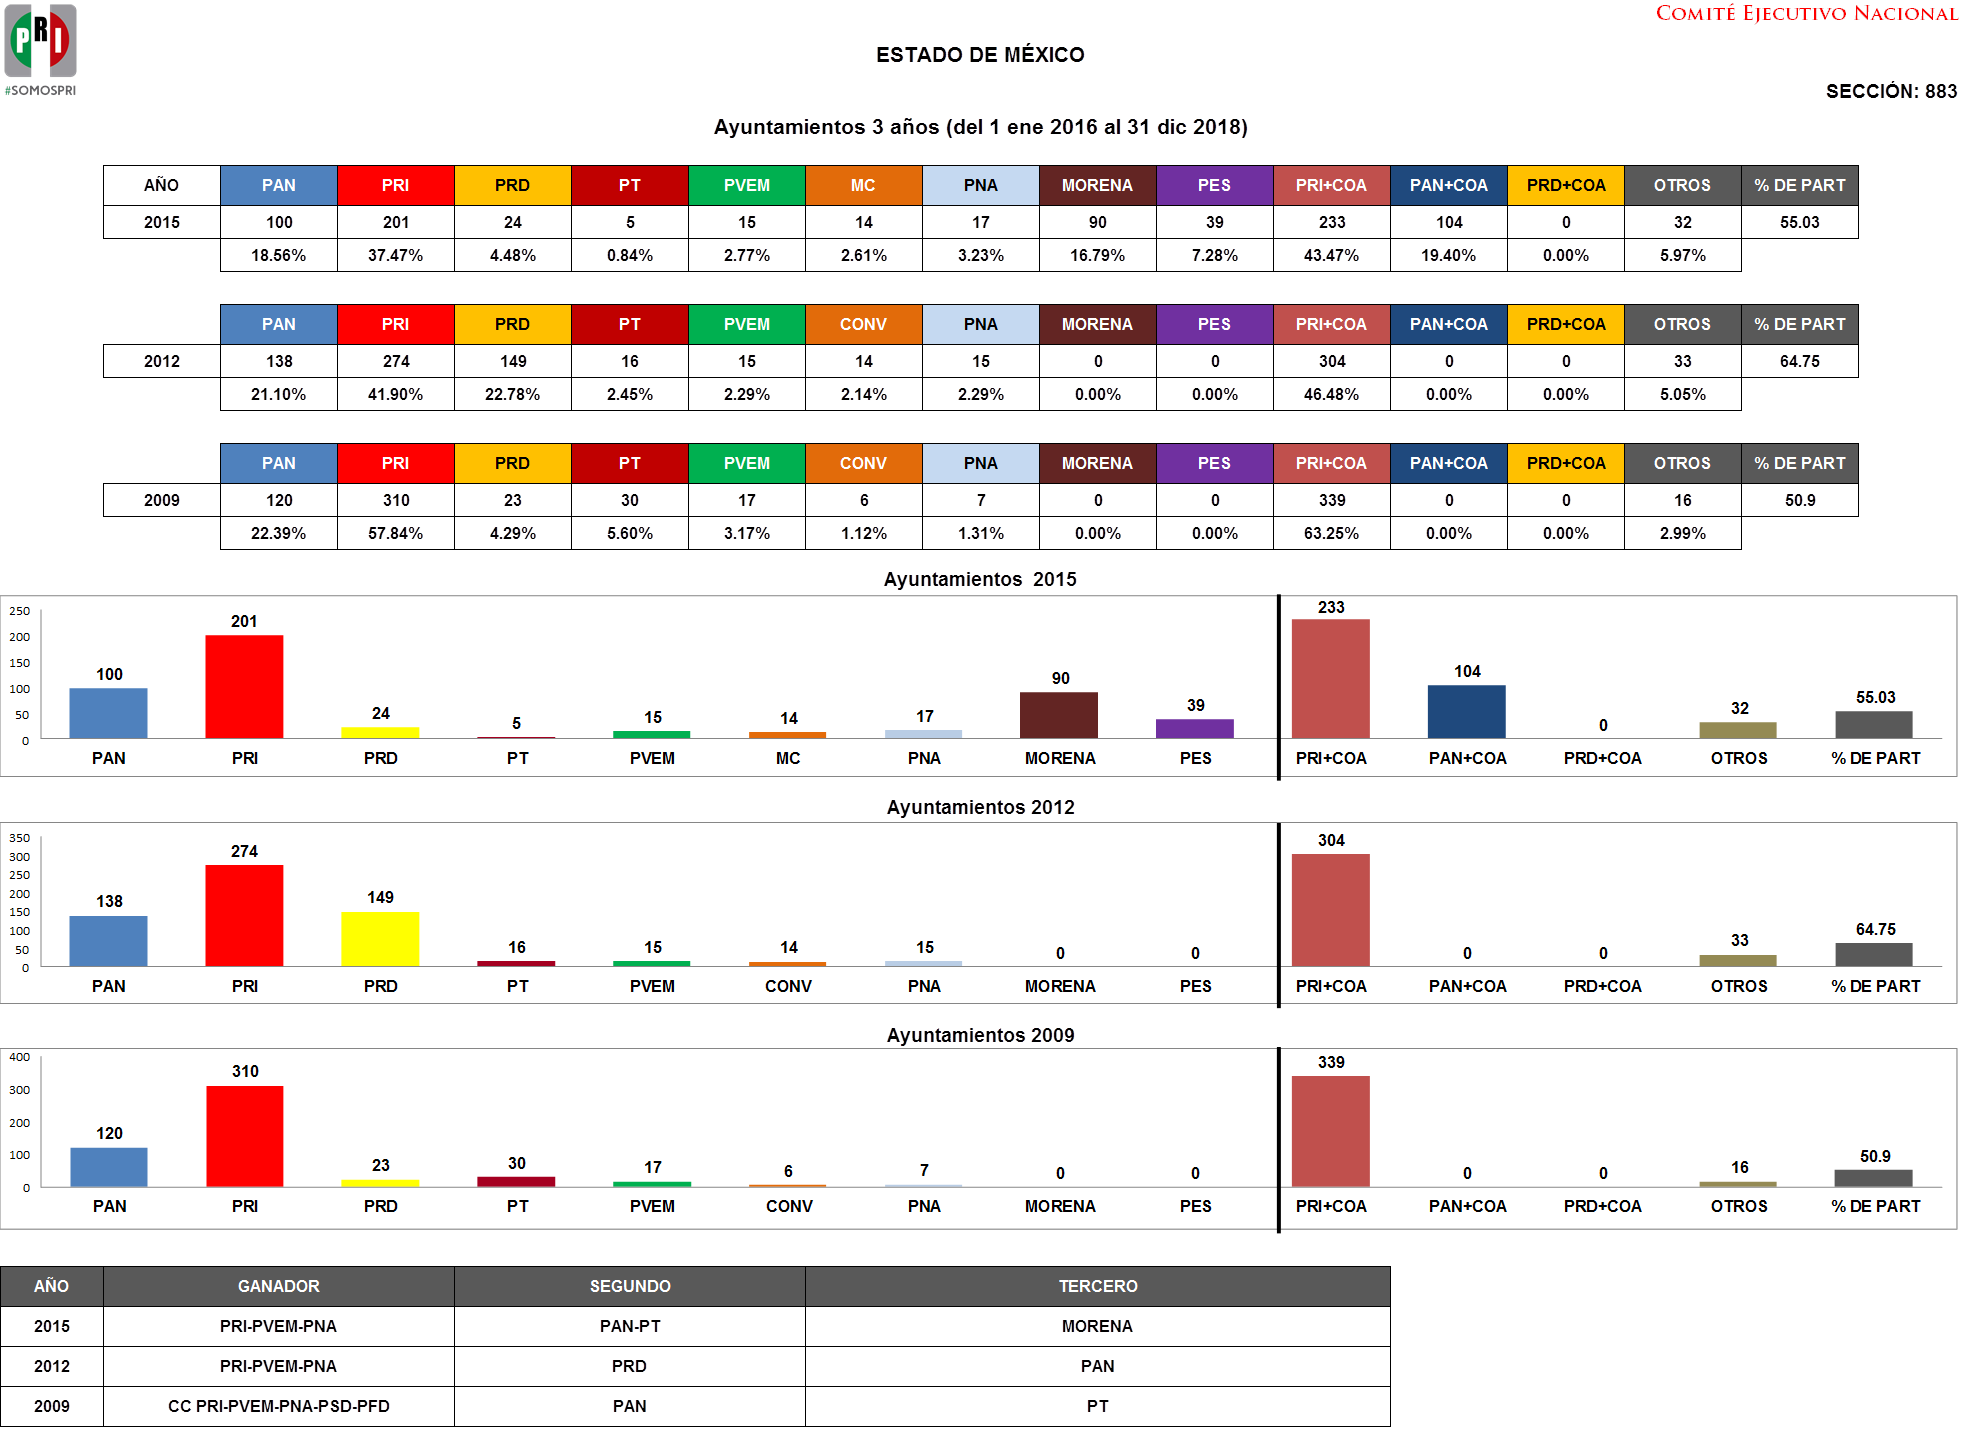 PRI
#SOMOSPRI
COMITÉ EJECUTIVO NACIONAL
ESTADO DE MÉXICO
SECCIÓN: 883
Ayuntamientos 3 años (del 1 ene 2016 al 31 dic 2018)
AÑO PAN PRI PRD PT PVEM MC PNA MORENA PES PRI+COA PAN+COA PRD+COA OTROS % DE PART
2015 100 201 24 5 15 14 17 90 39 233 104 0 32 55.03
18.56% 37.47% 4.48% 0.84% 2.77% 2.61% 3.23% 16.79% 7.28% 43.47% 19.40% 0.00% 5.97%
PAN PRI PRD PT PVEM CONV PNA MORENA PES PRI+COA PAN+COA PRD+COA OTROS % DE PART
2012 138 274 149 16 15 14 15 0 0 304 0 0 33 64.75
21.10% 41.90% 22.78% 2.45% 2.29% 2.14% 2.29% 0.00% 0.00% 46.48% 0.00% 0.00% 5.05%
PAN PRI PRD PT PVEM CONV PNA MORENA PES PRI+COA PAN+COA PRD+COA OTROS % DE PART
2009 120 310 23 30 17 6 7 0 0 339 0 0 16 50.9
22.39% 57.84% 4.29% 5.60% 3.17% 1.12% 1.31% 0.00% 0.00% 63.25% 0.00% 0.00% 2.99%
Ayuntamientos 2015
250
200
150
100
50
0
100 201 24 5 15 14 17 90 39 233 104 0 32 55.03
PAN PRI PRD PT PVEM MC PNA MORENA PES PRI+COA PAN+COA PRD+COA OTROS % DE PART
Ayuntamientos 2012
350
300
250
200
150
100
50
0
138 274 149 16 15 14 15 0 0 304 0 0 33 64.75
PAN PRI PRD PT PVEM CONV PNA MORENA PES PRI+COA PAN+COA PRD+COA OTROS % DE PART
Ayuntamientos 2009
400
300
200
100
0
120 310 23 30 17 6 7 0 0 339 0 0 16 50.9
PAN PRI PRD PT PVEM CONV PNA MORENA PES PRI+COA PAN+COA PRD+COA OTROS % DE PART
AÑO GANADOR SEGUNDO TERCERO
2015 PRI-PVEM-PNA PAN-PT MORENA
2012 PRI-PVEM-PNA PRD PAN
2009 CC PRI-PVEM-PNA-PSD-PFD PAN PT